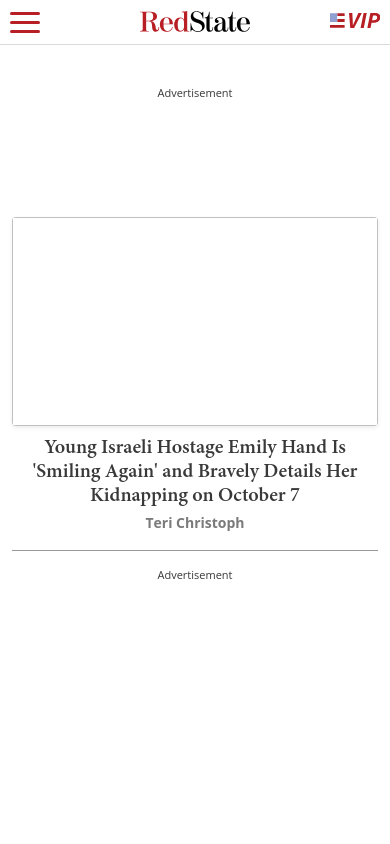 RedState
VIP
Advertisement
Young Israeli Hostage Emily Hand Is
'Smiling Again' and Bravely Details Her
Kidnapping on October 7
Teri Christoph
Advertisement